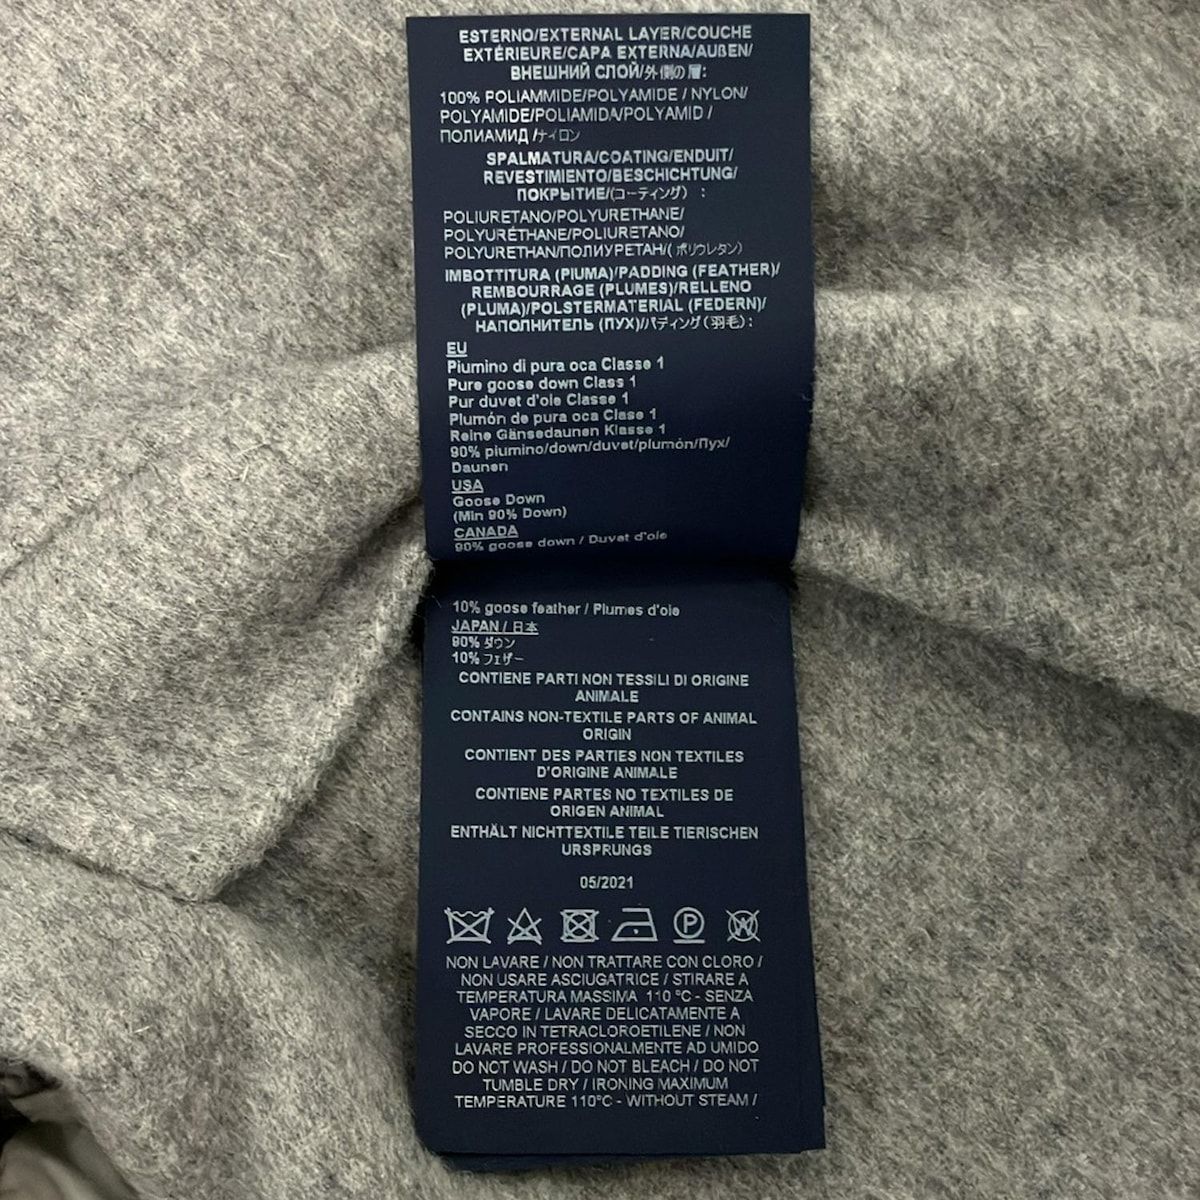 ESTERNO/EXTERNAL LAYER/COUCHE
EXTÉRIEURE/CAPA EXTERNA/AUßEN/
ВНЕШНИЙ СЛОЙ/外側の層:
100% POLIAMMIDE/POLYAMIDE / NYLON/
POLYAMIDE/POLIAMIDA/POLYAMID /
ПОЛИАМИД /ナイロン
SPALMATURA/COATING/ENDUIT/
REVESTIMIENTO/BESCHICHTUNG/
ПОКРЫТИЕ/(コーティング) :
POLIURETANO/POLYURETHANE/
POLYURÉTHANE/POLIURETANO/
POLYURETHAN/ПОЛИУРЕТАН/( ポリウレタン)
IMBOTTITURA (PIUMA)/PADDING (FEATHER)/
REMBOURRAGE (PLUMES)/RELLENO
(PLUMA)/POLSTERMATERIAL (FEDERN)/
НАПОЛНИТЕЛЬ (ПУХ)/パディング(羽毛):
EU
Piumino di pura oca Classe 1
Pure goose down Class 1
Pur duvet d'oie Classe 1
Plumón de pura oca Clase 1
Reine Gänsedaunen Klasse 1
90% piumino/down/duvet/plumón/Пух/
Daunen
USA
Goose Down
(Min 90% Down)
CANADA
90% goose down / Duvet d'oie
10% goose feather / Plumes d'oie
JAPAN / 日本
90% ダウン
10% フェザー
CONTIENE PARTI NON TESSILI DI ORIGINE
ANIMALE
CONTAINS NON-TEXTILE PARTS OF ANIMAL
ORIGIN
CONTIENT DES PARTIES NON TEXTILES
D'ORIGINE ANIMALE
CONTIENE PARTES NO TEXTILES DE
ORIGEN ANIMAL
ENTHÄLT NICHTTEXTILE TEILE TIERISCHEN
URSPRUNGS
05/2021
P W
NON LAVARE / NON TRATTARE CON CLORO /
NON USARE ASCIUGATRICE / STIRARE A
TEMPERATURA MASSIMA 110 °C - SENZA
VAPORE / LAVARE DELICATAMENTE A
SECCO IN TETRACLOROETILENE / NON
LAVARE PROFESSIONALMENTE AD UMIDO
DO NOT WASH / DO NOT BLEACH / DO NOT
TUMBLE DRY / IRONING MAXIMUM
TEMPERATURE 110°C - WITHOUT STEAM /